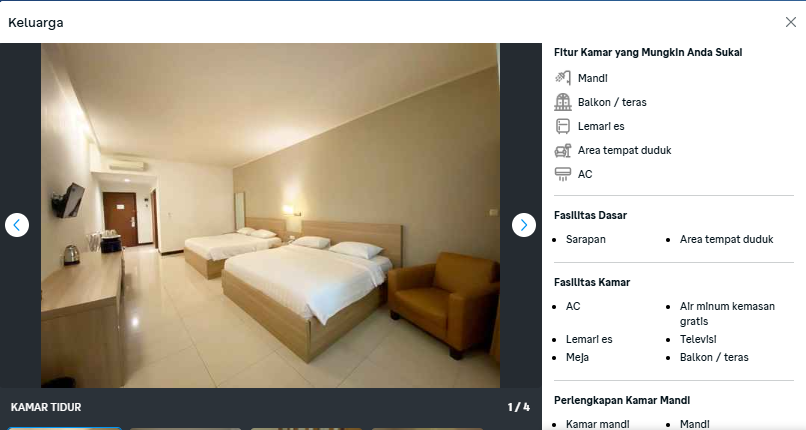 Keluarga
Fitur Kamar yang Mungkin Anda Sukai
Mandi
Balkon / teras
Lemari es
Area tempat duduk
AC
Fasilitas Dasar
Sarapan
Area tempat duduk
Fasilitas Kamar
AC
Air minum kemasan
gratis
Lemari es
Televisi
Meja
Balkon / teras
Perlengkapan Kamar Mandi
Kamar mandi
Mandi
KAMAR TIDUR
1 / 4